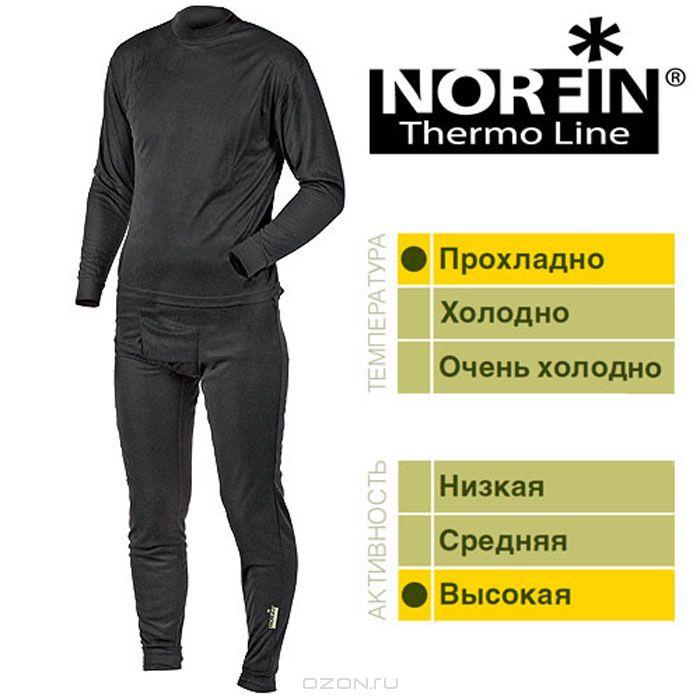 NORFIN®
Thermo Line
ТЕМПЕРАТУРА
Прохладно
Холодно
Очень холодно
АКТИВНОСТЬ
Низкая
Средняя
Высокая
ozon.ru